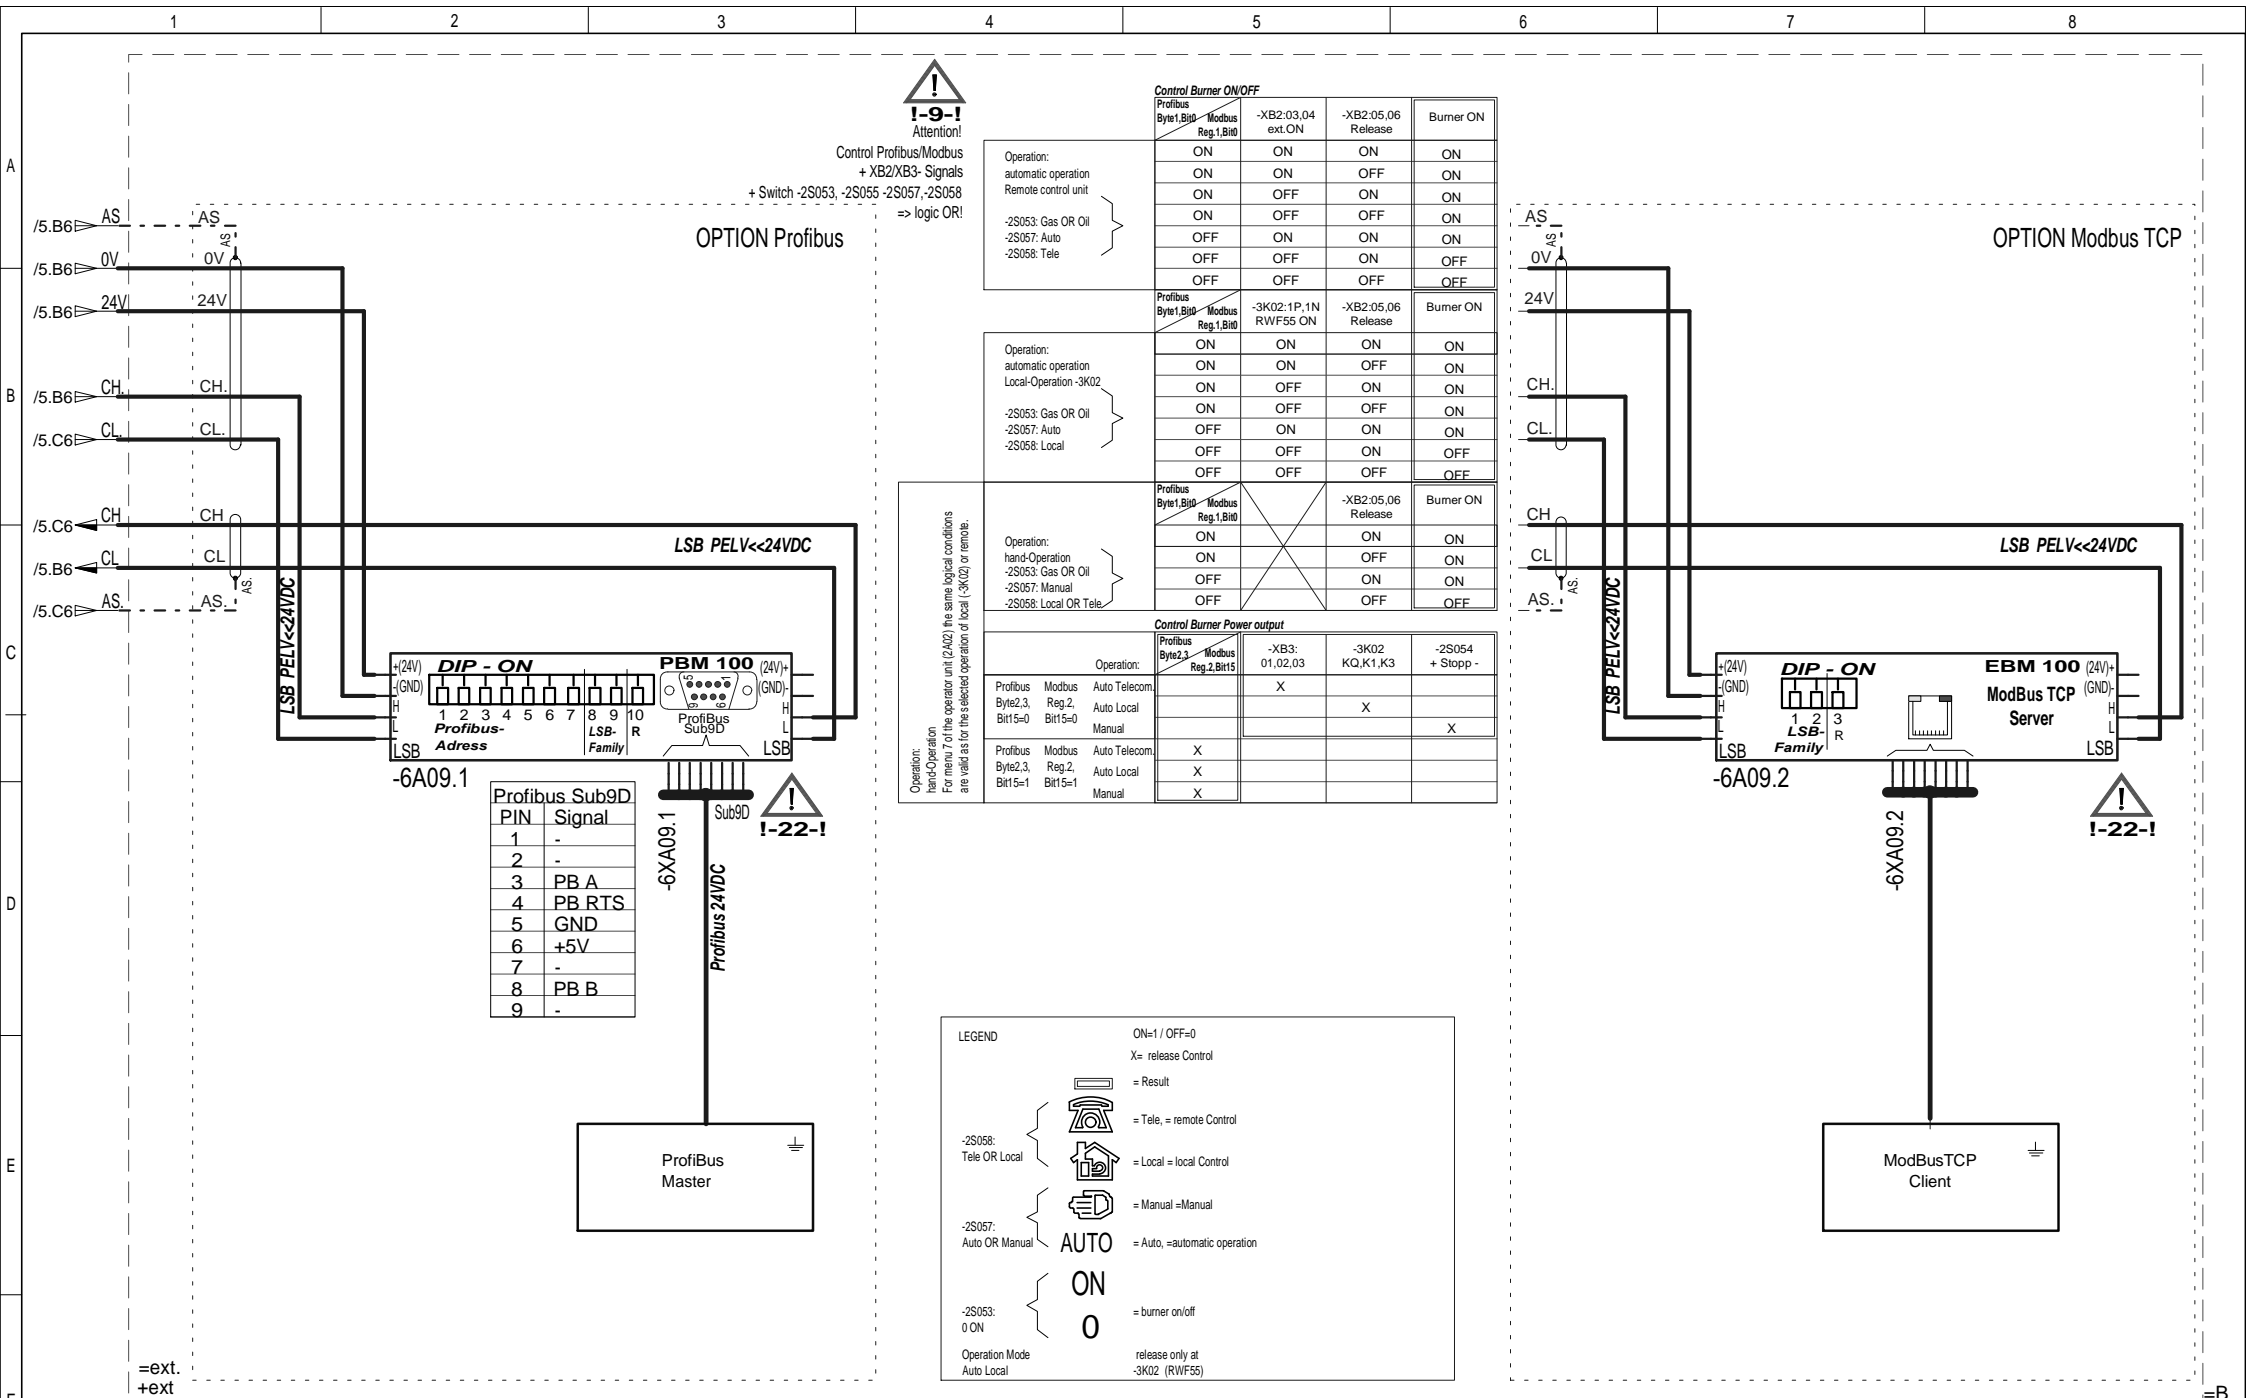 1 2 3 4 5 6 7 8
A
B
C
D
E
!-9-!
Attention!
Control Profibus/Modbus
+ XB2/XB3- Signals
+ Switch -2S053, -2S055 -2S057,-2S058
=> logic OR!
OPTION Profibus
/5.B6 AS AS AS
/5.B6 0V 0V
/5.B6 24V 24V
/5.B6 CH. CH.
/5.C6 CL. CL.
/5.C6 CH CH
/5.B6 CL CL
/5.C6 AS. AS. AS.
LSB PELV<<24VDC
LSB PELV<<24VDC
+(24V) DIP - ON PBM 100 (24V)+
-(GND) 5 1 (GND)-
9 6
H 1 2 3 4 5 6 7 8 9 10 ProfiBus H
L Profibus- LSB- R Sub9D L
Adress Family
LSB LSB
-6A09.1
Profibus Sub9D
PIN Signal
1 -
2 -
3 PB A
4 PB RTS
5 GND
6 +5V
7 -
8 PB B
9 -
-6XA09.1
Sub9D
!-22-!
Profibus 24VDC
ProfiBus
Master
=ext.
+ext
Control Burner ON/OFF
Profibus
Byte1,Bit0 Modbus
Reg.1,Bit0
-XB2:03,04
ext.ON
-XB2:05,06
Release
Burner ON
Operation:
automatic operation
Remote control unit
-2S053: Gas OR Oil
-2S057: Auto
-2S058: Tele
ON ON ON ON
ON ON OFF ON
ON OFF ON ON
ON OFF OFF ON
OFF ON ON ON
OFF OFF ON OFF
OFF OFF OFF OFF
Profibus
Byte1,Bit0 Modbus
Reg.1,Bit0
-3K02:1P,1N
RWF55 ON
-XB2:05,06
Release
Burner ON
Operation:
automatic operation
Local-Operation -3K02
-2S053: Gas OR Oil
-2S057: Auto
-2S058: Local
ON ON ON ON
ON ON OFF ON
ON OFF ON ON
ON OFF OFF ON
OFF ON ON ON
OFF OFF ON OFF
OFF OFF OFF OFF
Profibus
Byte1,Bit0 Modbus
Reg.1,Bit0
-XB2:05,06
Release
Burner ON
Operation:
hand-Operation
-2S053: Gas OR Oil
-2S057: Manual
-2S058: Local OR Tele
ON ON ON
ON OFF ON
OFF ON ON
OFF OFF OFF
Operation:
hand-Operation
For menu 7 of the operator unit (2A02) the same logical conditions
are valid as for the selected operation of local (-3K02) or remote.
Control Burner Power output
Operation:
Profibus
Byte2,3 Modbus
Reg.2,Bit15
-XB3:
01,02,03
-3K02
KQ,K1,K3
-2S054
+ Stopp -
Profibus Modbus Auto Telecom. X
Byte2,3, Reg.2, Auto Local X
Bit15=0 Bit15=0 Manual X
Profibus Modbus Auto Telecom. X
Byte2,3, Reg.2, Auto Local X
Bit15=1 Bit15=1 Manual X
LEGEND
ON=1 / OFF=0
X= release Control
= Result
= Tele, = remote Control
-2S058:
Tele OR Local
= Local = local Control
= Manual =Manual
-2S057:
Auto OR Manual
AUTO = Auto, =automatic operation
ON
-2S053: = burner on/off
0 ON
0
Operation Mode release only at
Auto Local -3K02 (RWF55)
OPTION Modbus TCP
AS AS
0V
24V
CH.
CL.
CH
CL
AS. AS.
LSB PELV<<24VDC
LSB PELV<<24VDC
+(24V) DIP - ON EBM 100 (24V)+
-(GND) ModBus TCP (GND)-
H 1 2 3 Server H
L LSB- R L
LSB Family LSB
-6A09.2
-6XA09.2
!-22-!
ModBusTCP
Client
=B